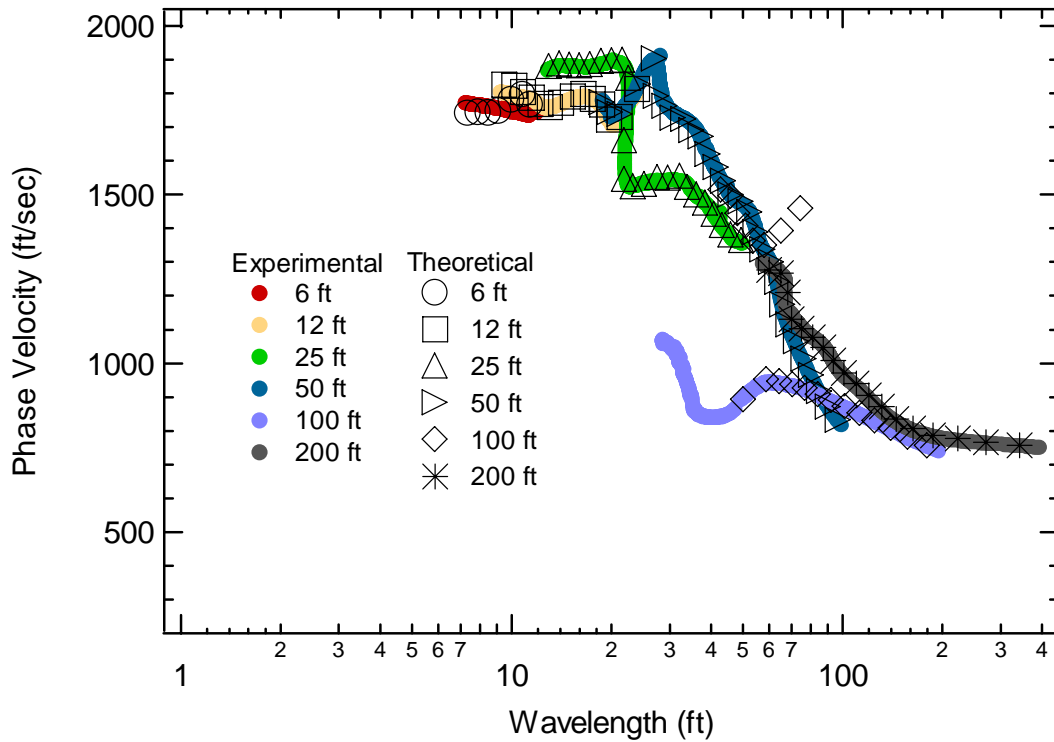 2000
1500
1000
500
Phase Velocity (ft/sec)
Experimental
6 ft
12 ft
25 ft
50 ft
100 ft
200 ft
Theoretical
6 ft
12 ft
25 ft
50 ft
100 ft
200 ft
2 3 4 5 6 7 2 3 4 5 6 7 2 3 4
1 10 100
Wavelength (ft)